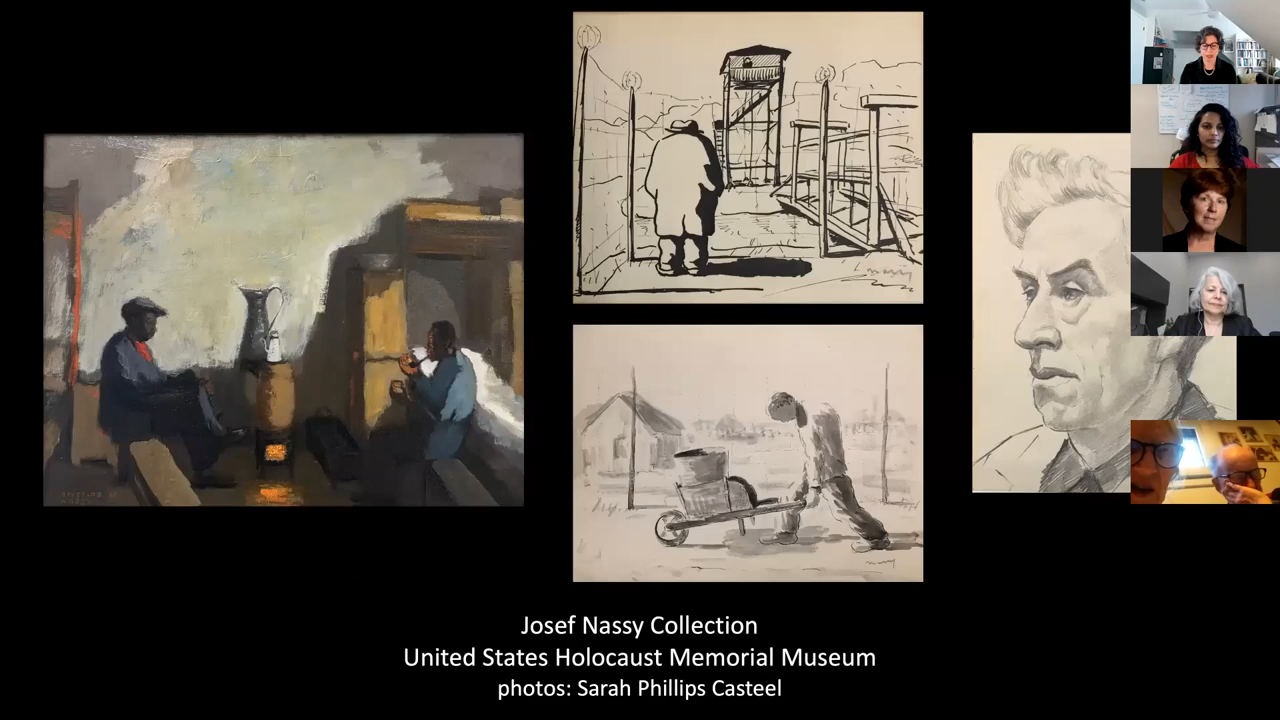 Josef Nassy Collection
United States Holocaust Memorial Museum
photos: Sarah Phillips Casteel